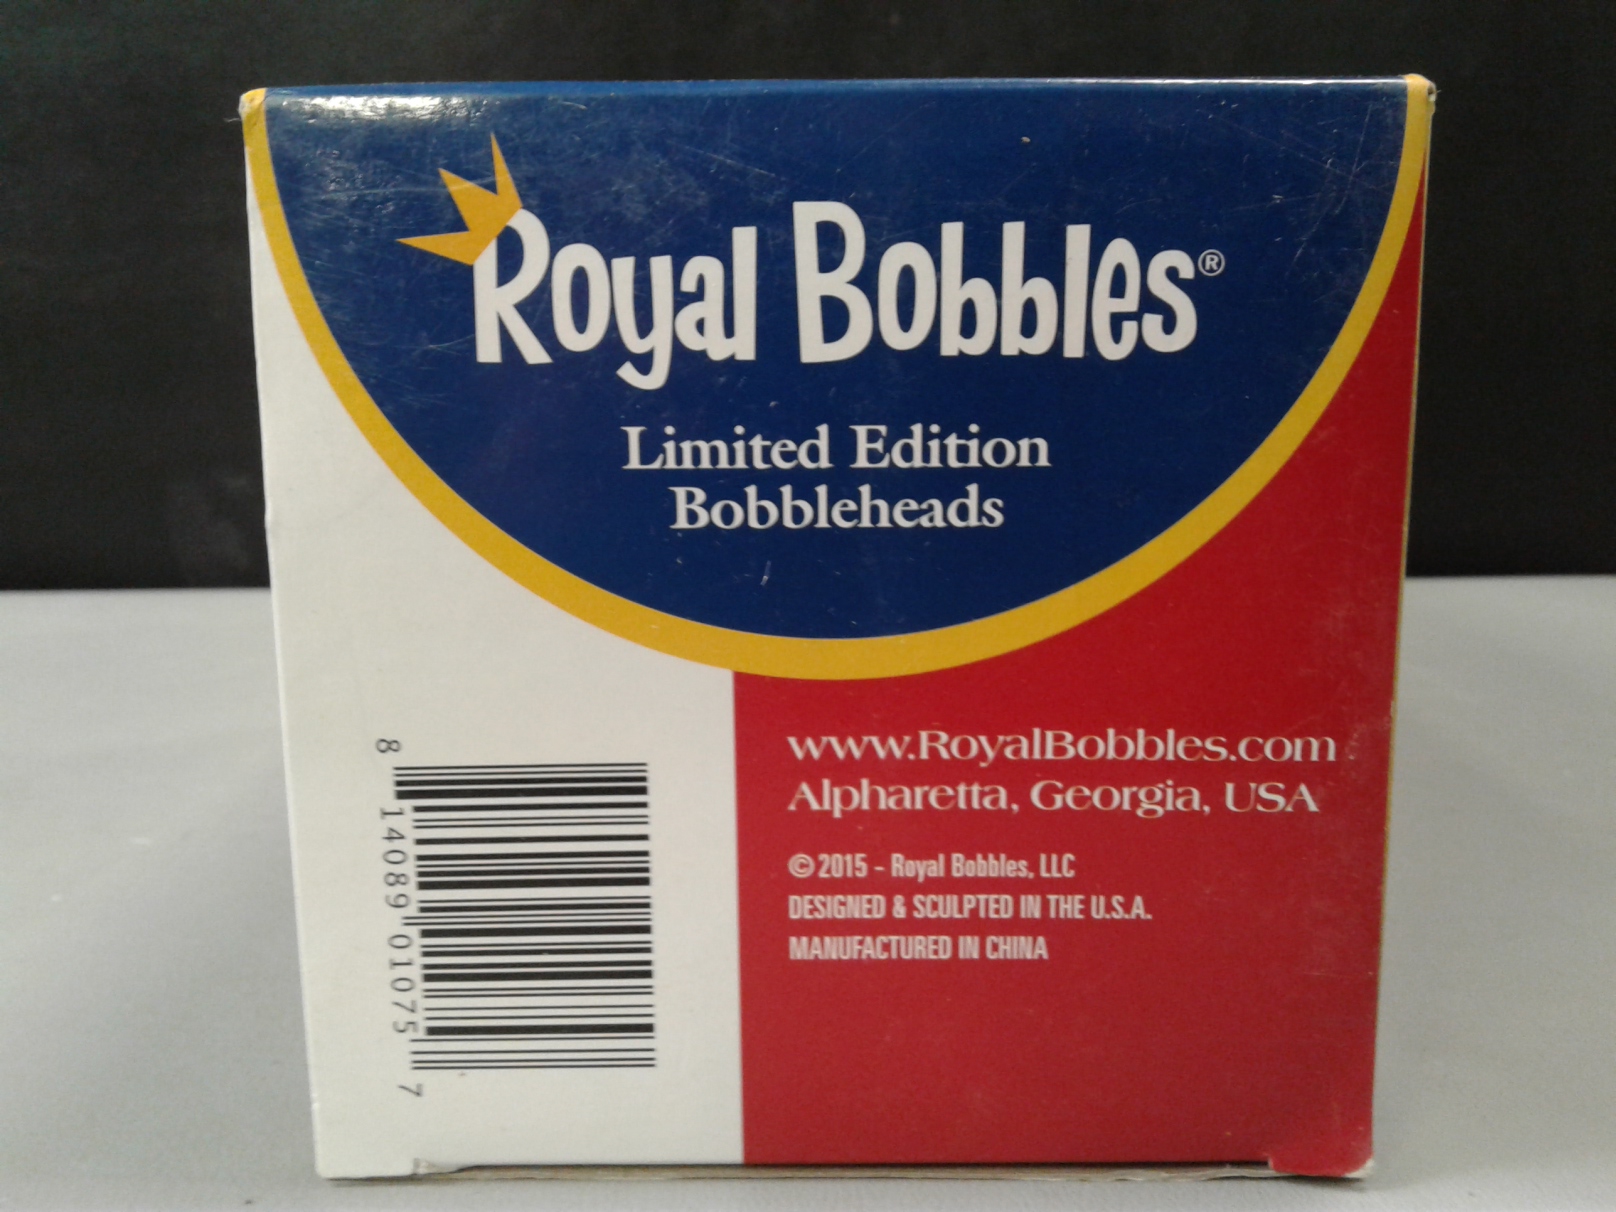 Royal Bobbles®
Limited Edition
Bobbleheads
www.RoyalBobbles.com
Alpharetta, Georgia, USA
© 2015 - Royal Bobbles, LLC
DESIGNED & SCULPTED IN THE U.S.A.
MANUFACTURED IN CHINA
8 14089 01075 7